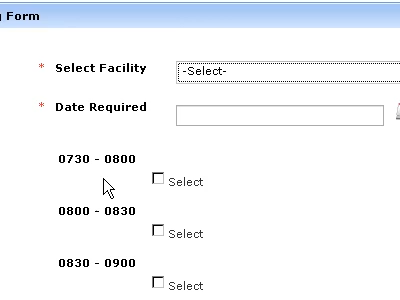 g Form
* Select Facility
-Select-
* Date Required
0730 - 0800
Select
0800 - 0830
Select
0830 - 0900
Select